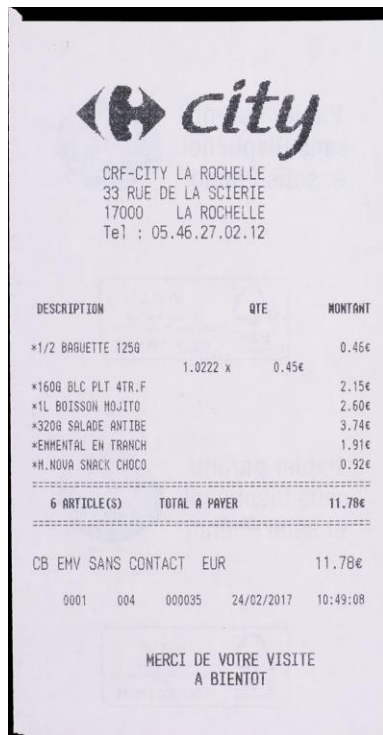 city
CRF-CITY LA ROCHELLE
33 RUE DE LA SCIERIE
17000 LA ROCHELLE
Tel : 05.46.27.02.12
DESCRIPTION QTE MONTANT
*1/2 BAGUETTE 125G 0.46€
1.0222 x 0.45€
*160G BLC PLT 4TR.F 2.15€
*1L BOISSON MOJITO 2.60€
*320G SALADE ANTIBE 3.74€
*EMMENTAL EN TRANCH 1.91€
*M.NOVA SNACK CHOCO 0.92€
6 ARTICLE(S) TOTAL A PAYER 11.78€
CB EMV SANS CONTACT EUR 11.78€
0001 004 000035 24/02/2017 10:49:08
MERCI DE VOTRE VISITE
A BIENTOT